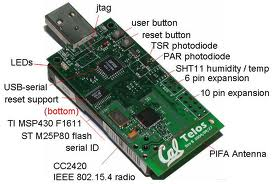 jtag
user button
reset button
TSR photodiode
PAR photodiode
SHT11 humidity / temp
6 pin expansion
10 pin expansion
LEDs
USB-serial
reset support
(bottom)
TI MSP430 F1611
ST M25P80 flash
serial ID
CC2420
IEEE 802.15.4 radio
PIFA Antenna
Cal
Telos